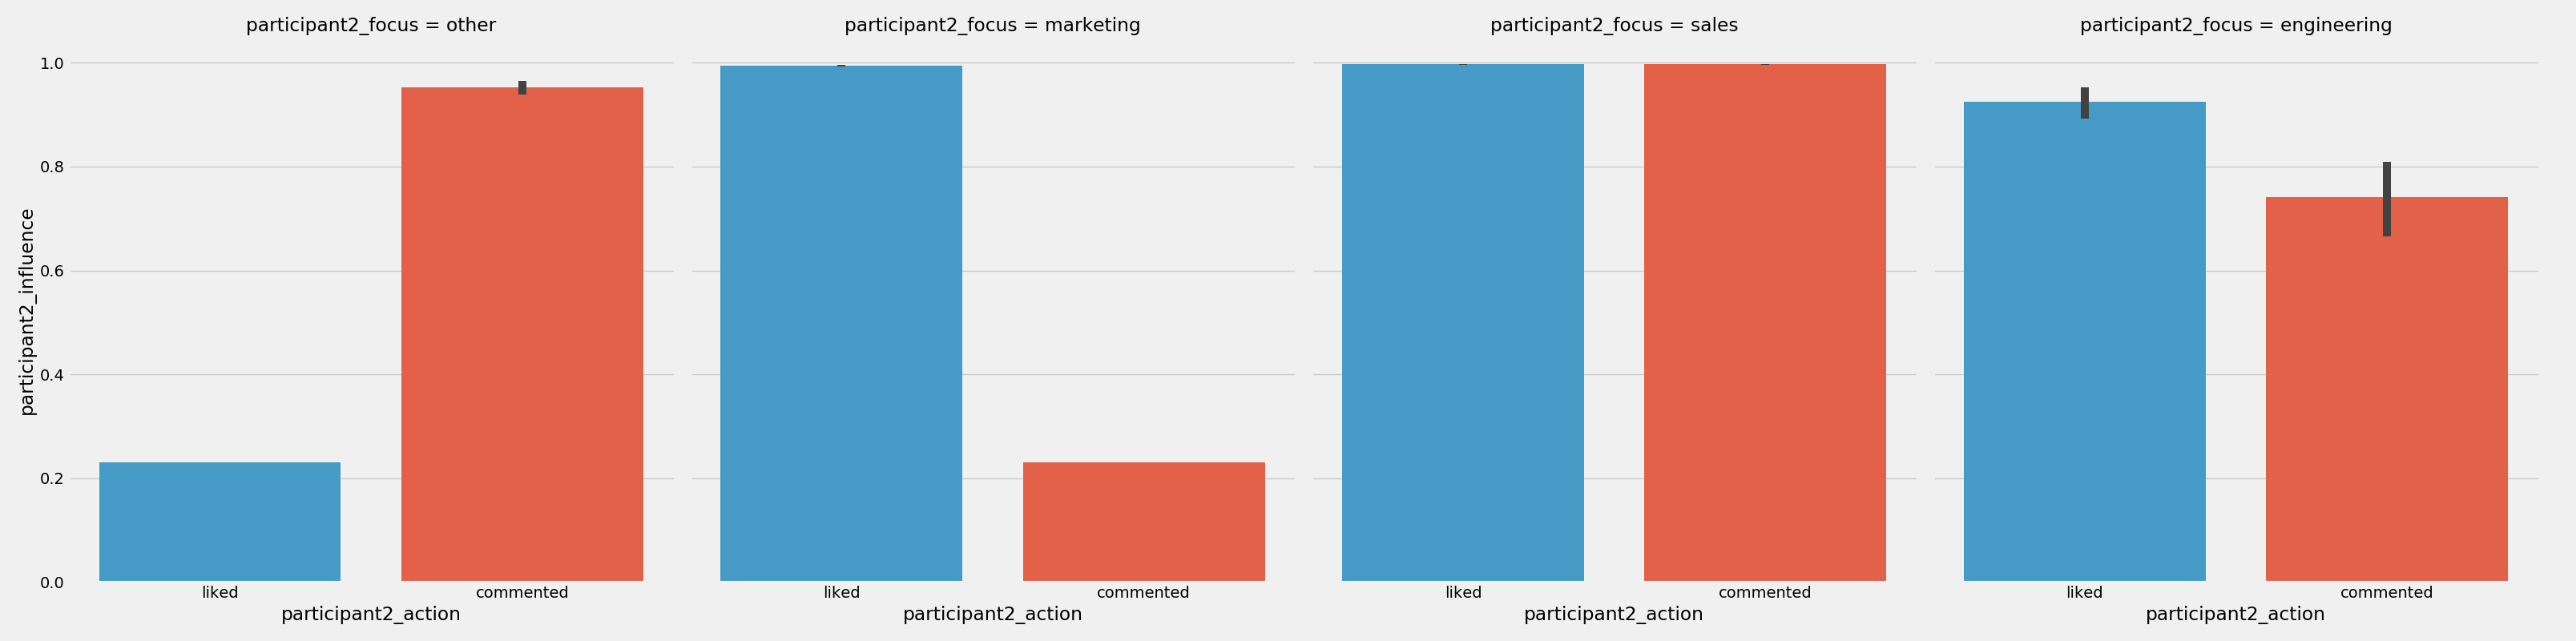 participant2_focus = other
participant2_focus = marketing
participant2_focus = sales
participant2_focus = engineering
participant2_influence
1.0
0.8
0.6
0.4
0.2
0.0
liked
commented
liked
commented
liked
commented
liked
commented
participant2_action
participant2_action
participant2_action
participant2_action